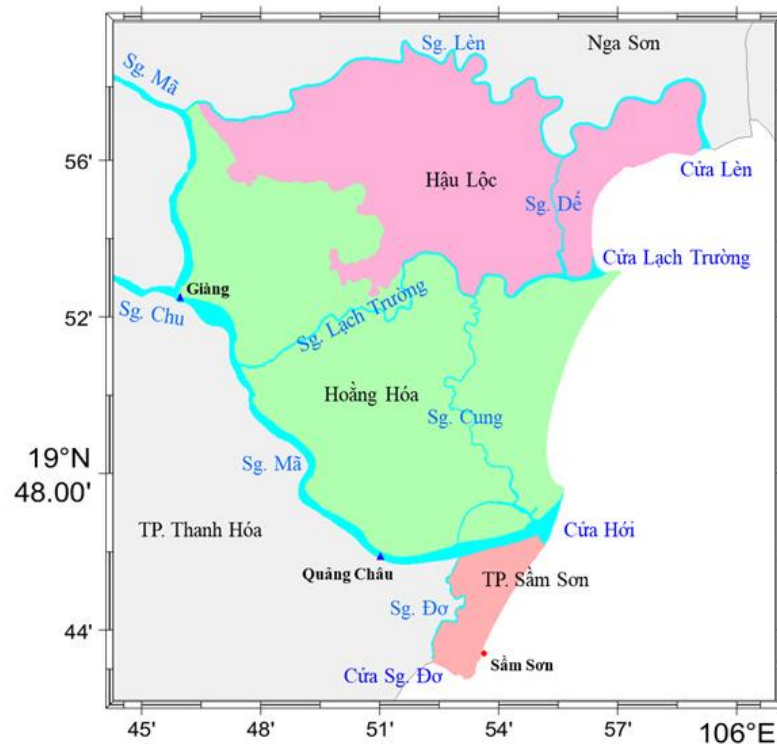 Sg. Lèn
Nga Sơn
Sg. Mã
56'
Hậu Lộc
Cửa Lèn
Sg. Dế
Cửa Lạch Trường
Giàng
Sg. Chu
52'
Sg. Lạch Trường
Hoằng Hóa
Sg. Cung
19°N
48.00'
Sg. Mã
TP. Thanh Hóa
Cửa Hới
Quảng Châu
TP. Sầm Sơn
Sg. Đơ
44'
Sầm Sơn
Cửa Sg. Đơ
45'
48'
51'
54'
57'
106°E